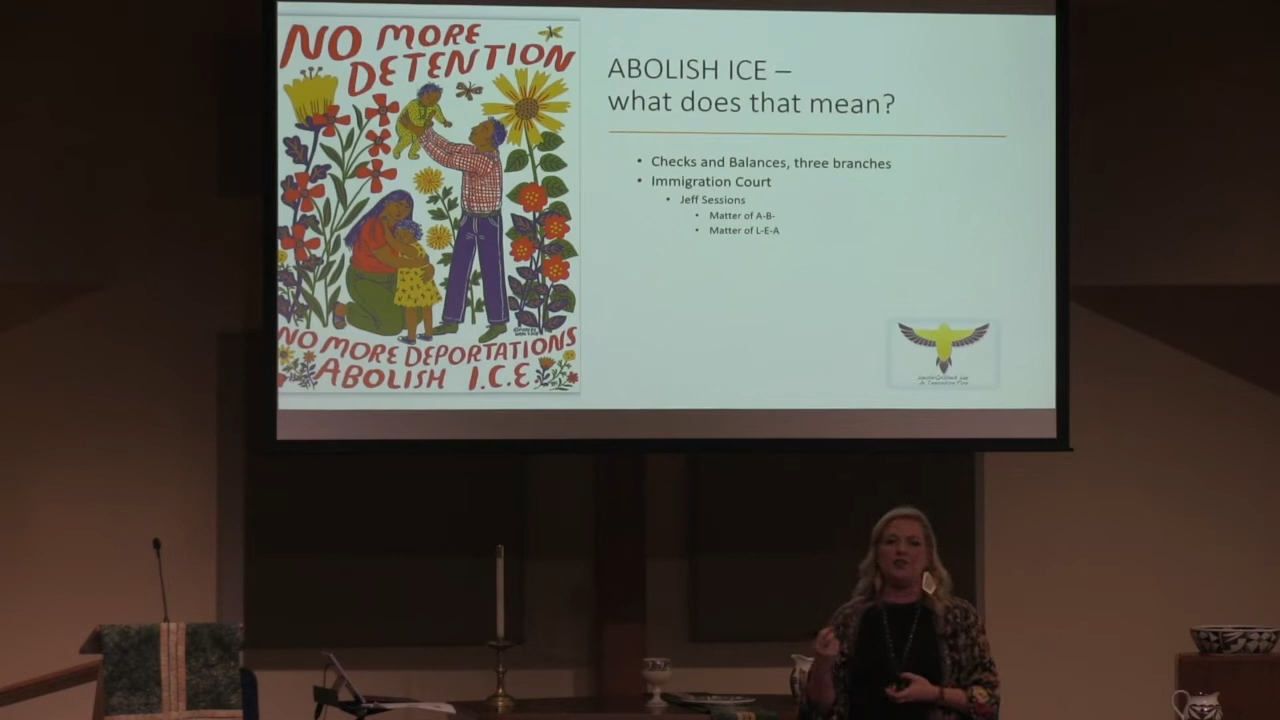 NO MORE
DETENTION
NO MORE DEPORTATIONS
ABOLISH I.C.E.
ABOLISH ICE –
what does that mean?
• Checks and Balances, three branches
• Immigration Court
• Jeff Sessions
• Matter of A-B-
• Matter of L-E-A